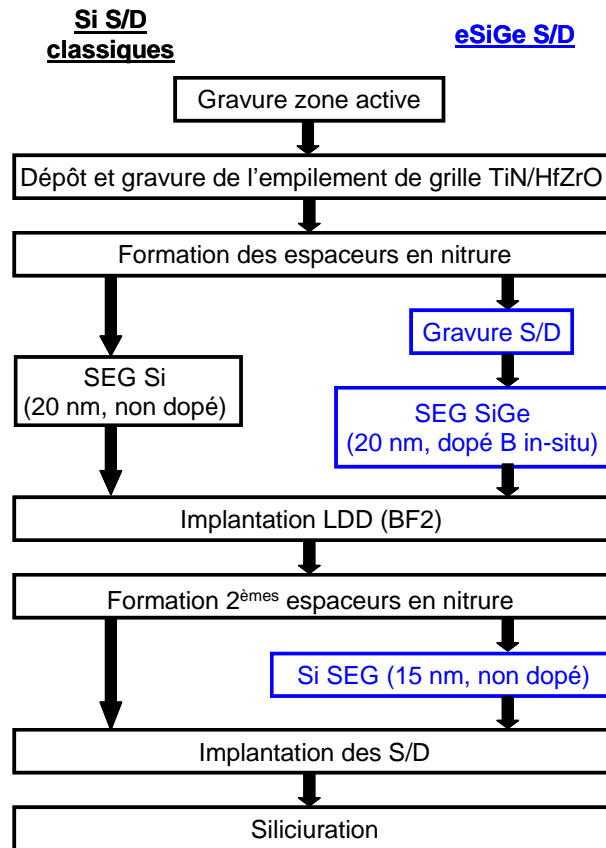 Si S/D
classiques
eSiGe S/D
Gravure zone active
Dépôt et gravure de l'empilement de grille TiN/HfZrO
Formation des espaceurs en nitrure
Gravure S/D
SEG Si
(20 nm, non dopé)
SEG SiGe
(20 nm, dopé B in-situ)
Implantation LDD (BF2)
Formation 2èmes espaceurs en nitrure
Si SEG (15 nm, non dopé)
Implantation des S/D
Siliciuration